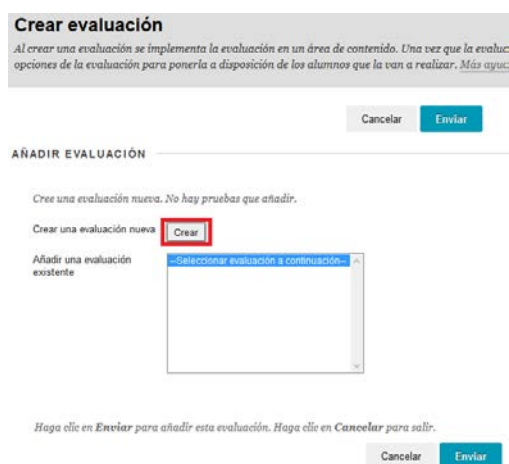 Crear evaluación
Al crear una evaluación se implementa la evaluación en un área de contenido. Una vez que la
opciones de la evaluación para ponerla a disposición de los alumnos que la van a realizar. Más
Cancelar Enviar
AÑADIR EVALUACIÓN
Cree una evaluación nueva. No hay pruebas que añadir.
Crear una evaluación nueva Crear
Añadir una evaluación
existente
--Seleccionar evaluación a continuación--
Haga clic en Enviar para añadir esta evaluación. Haga clic en Cancelar para salir.
Cancelar Enviar